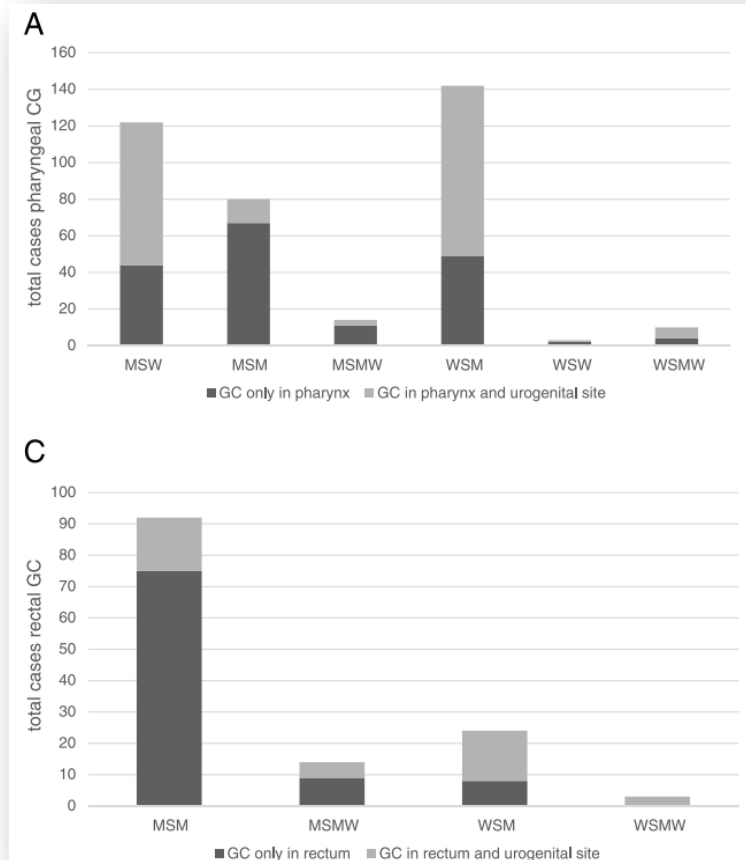 A
160
140
120
100
80
60
40
20
0
total cases pharyngeal CG
MSW MSM MSMW WSM WSW WSMW
GC only in pharynx GC in pharynx and urogenital site
C
100
90
80
70
60
50
40
30
20
10
0
total cases rectal GC
MSM MSMW WSM WSMW
GC only in rectum GC in rectum and urogenital site